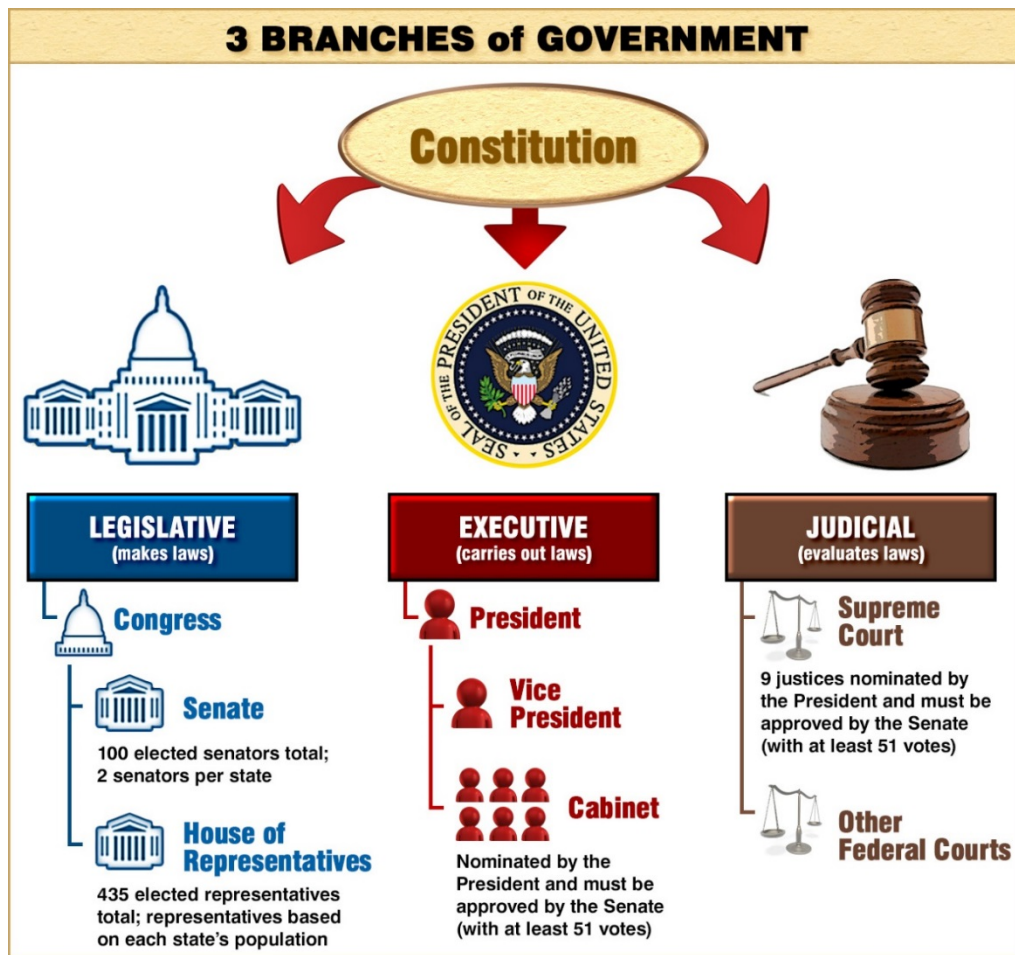 3 BRANCHES of GOVERNMENT
Constitution
SEAL OF THE PRESIDENT OF THE UNITED STATES
LEGISLATIVE
(makes laws)
Congress
Senate
100 elected senators total;
2 senators per state
House of
Representatives
435 elected representatives
total; representatives based
on each state's population
EXECUTIVE
(carries out laws)
President
Vice
President
Cabinet
Nominated by the
President and must be
approved by the Senate
(with at least 51 votes)
JUDICIAL
(evaluates laws)
Supreme
Court
9 justices nominated by
the President and must be
approved by the Senate
(with at least 51 votes)
Other
Federal Courts